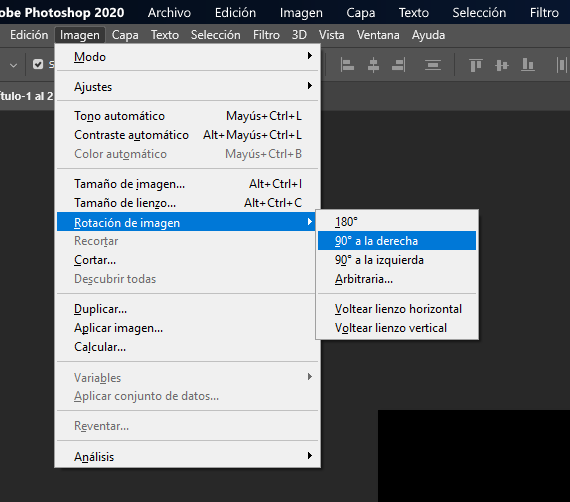 obe Photoshop 2020 Archivo Edición Imagen Capa Texto Selección Filtro
Edición Imagen Capa Texto Selección Filtro 3D Vista Ventana Ayuda
ítulo-1 al 2
Modo
Ajustes
Tono automático Mayús+Ctrl+L
Contraste automático Alt+Mayús+Ctrl+L
Color automático Mayús+Ctrl+B
Tamaño de imagen... Alt+Ctrl+I
Tamaño de lienzo... Alt+Ctrl+C
Rotación de imagen
Recortar
Cortar...
Descubrir todas
Duplicar...
Aplicar imagen...
Calcular...
Variables
Aplicar conjunto de datos...
Reventar...
Análisis
180°
90° a la derecha
90° a la izquierda
Arbitraria...
Voltear lienzo horizontal
Voltear lienzo vertical